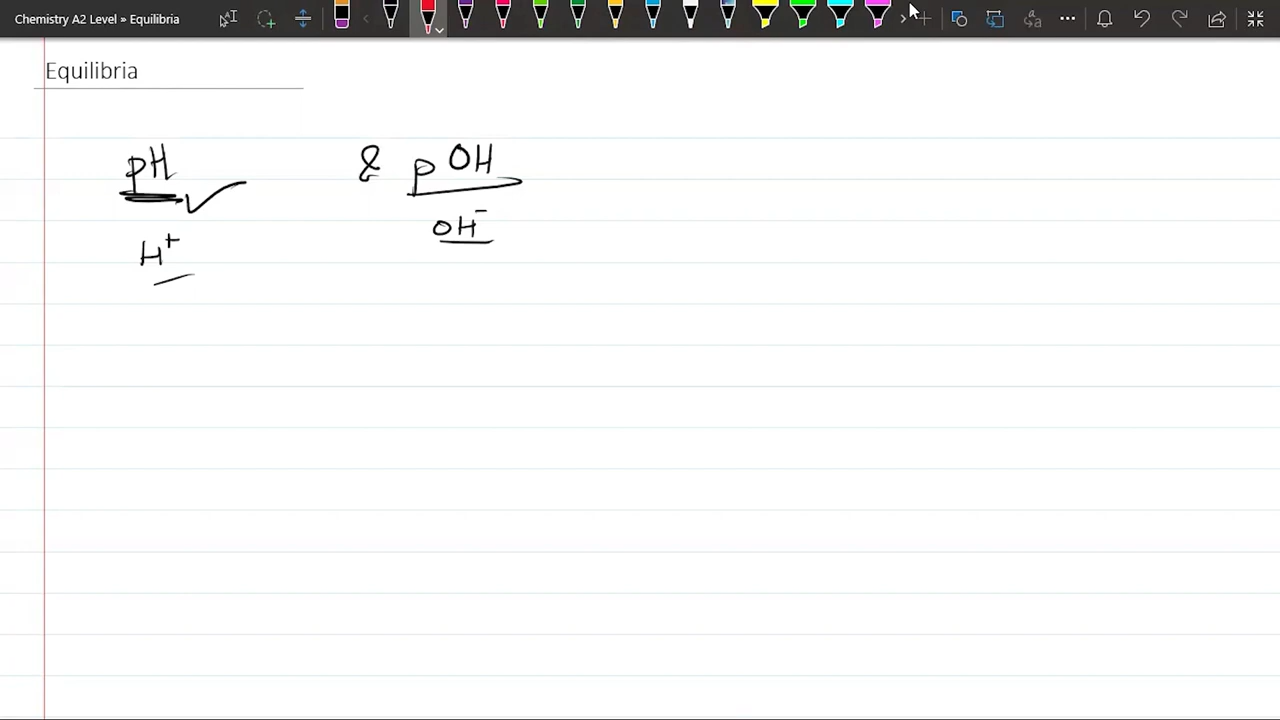 Chemistry A2 Level » Equilibria
Equilibria
pH & pOH
H⁺ OH⁻